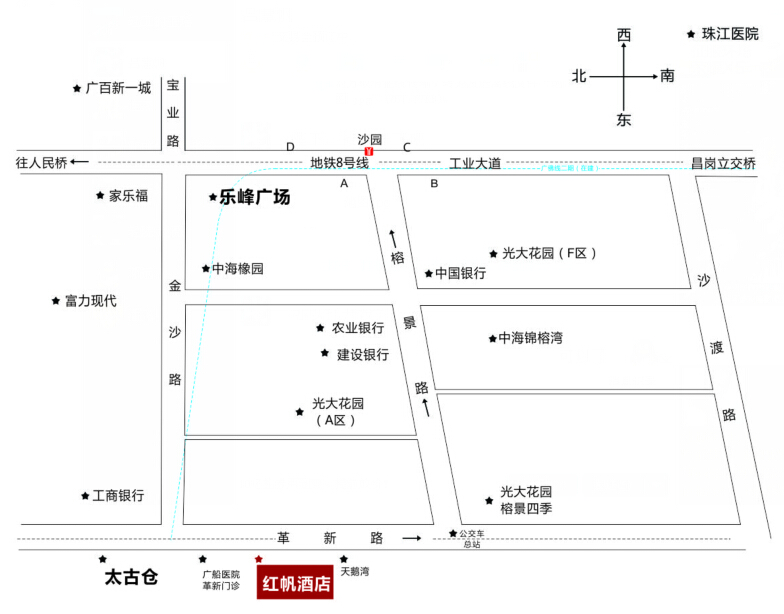 西
珠江医院
北
南
东
广百新一城
宝业路
沙园
D
C
往人民桥
地铁8号线
工业大道
昌岗立交桥
A
B
家乐福
乐峰广场
榕景路
中海橡园
中国银行
光大花园(F区)
沙渡路
富力现代
金沙路
农业银行
建设银行
中海锦榕湾
光大花园
(A区)
工商银行
光大花园
榕景四季
革新路
公交车
总站
太古仓
广船医院
革新门诊
红帆酒店
天鹅湾